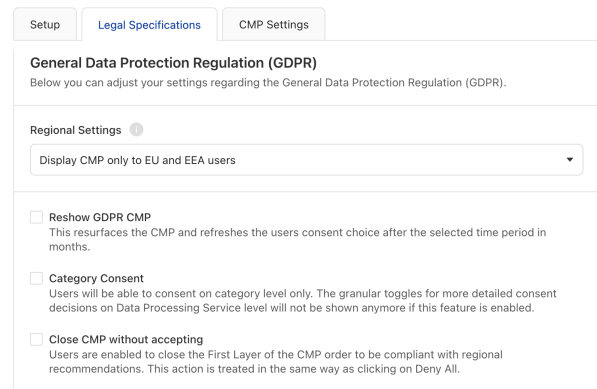 Setup
Legal Specifications
CMP Settings
General Data Protection Regulation (GDPR)
Below you can adjust your settings regarding the General Data Protection Regulation (GDPR).
Regional Settings i
Display CMP only to EU and EEA users
Reshow GDPR CMP
This resurfaces the CMP and refreshes the users consent choice after the selected time period in
months.
Category Consent
Users will be able to consent on category level only. The granular toggles for more detailed consent
decisions on Data Processing Service level will not be shown anymore if this feature is enabled.
Close CMP without accepting
Users are enabled to close the First Layer of the CMP order to be compliant with regional
recommendations. This action is treated in the same way as clicking on Deny All.